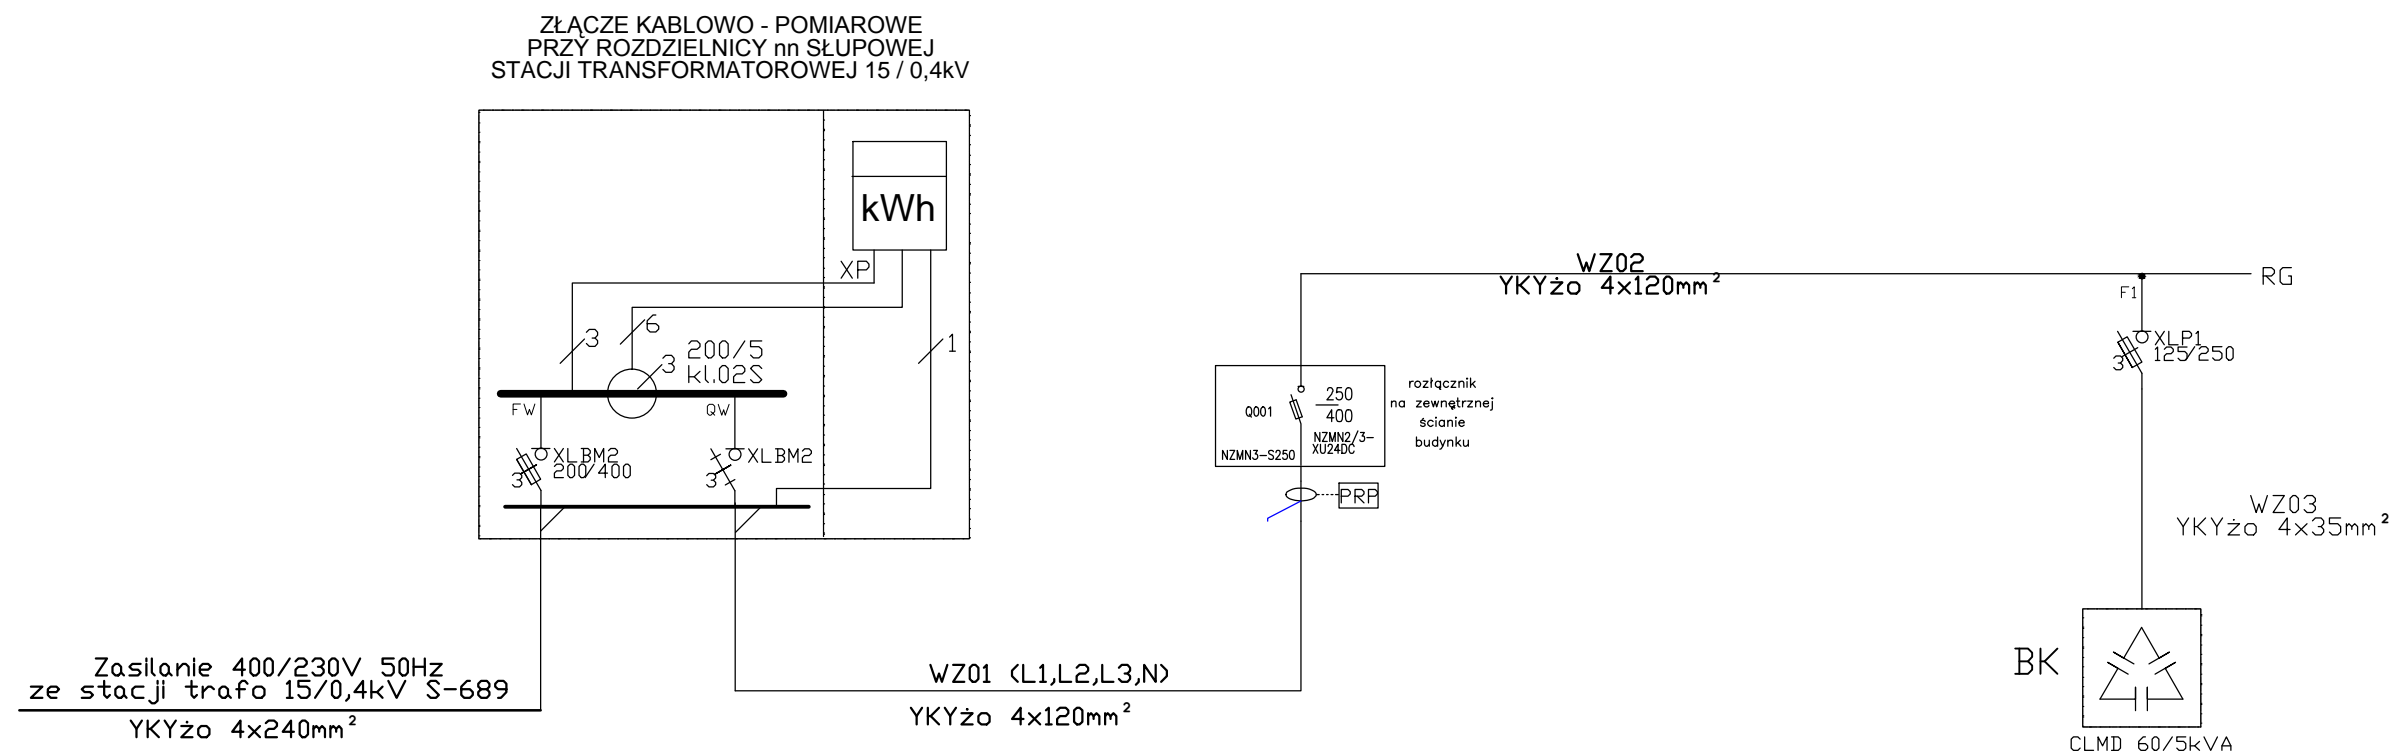 ZŁĄCZE KABLOWO - POMIAROWE
PRZY ROZDZIELNICY nn SŁUPOWEJ
STACJI TRANSFORMATOROWEJ 15 / 0,4kV
kWh
XP
3
6
1
3
200/5
kl.02S
FW
QW
XLBM2
200/400
3
XLBM2
3
Zasilanie 400/230V 50Hz
ze stacji trafo 15/0,4kV S-689
YKYżo 4x240mm²
WZ01 (L1,L2,L3,N)
YKYżo 4x120mm²
Q001
250
400
NZMN2/3-
XU24DC
NZMN3-S250
rozłącznik
na zewnętrznej
ścianie
budynku
PRP
WZ02
YKYżo 4x120mm²
RG
F1
XLP1
125/250
3
WZ03
YKYżo 4x35mm²
BK
CLMD 60/5kVA